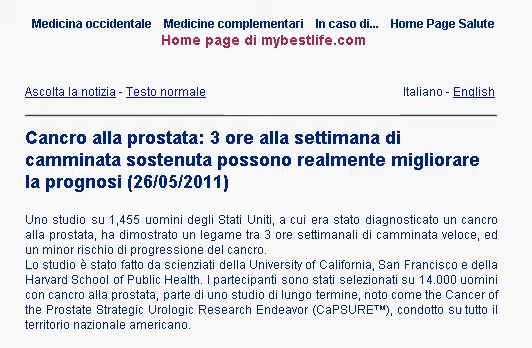 Medicina occidentale Medicine complementari In caso di... Home Page Salute
Home page di mybestlife.com
Ascolta la notizia - Testo normale Italiano - English
Cancro alla prostata: 3 ore alla settimana di
camminata sostenuta possono realmente migliorare
la prognosi (26/05/2011)
Uno studio su 1,455 uomini degli Stati Uniti, a cui era stato diagnosticato un cancro
alla prostata, ha dimostrato un legame tra 3 ore settimanali di camminata veloce, ed
un minor rischio di progressione del cancro.
Lo studio è stato fatto da scienziati della University of California, San Francisco e della
Harvard School of Public Health. I partecipanti sono stati selezionati su 14.000 uomini
con cancro alla prostata, parte di uno studio di lungo termine, noto come the Cancer of
the Prostate Strategic Urologic Research Endeavor (CaPSURE™), condotto su tutto il
territorio nazionale americano.